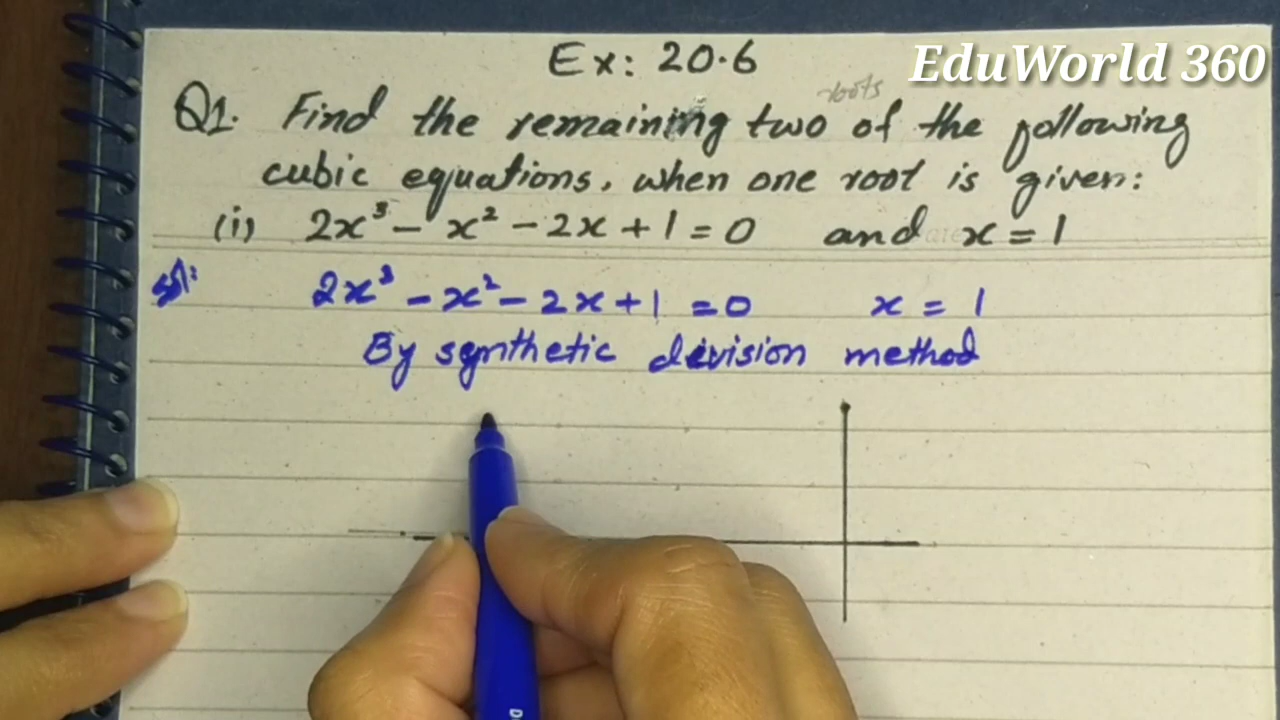 Ex: 20.6
EduWorld 360
roots
Q1. Find the remaining two of the following
cubic equations, when one root is given:
(i) 2x³ - x² - 2x + 1 = 0 and x = 1
Sol: 2x³ - x² - 2x + 1 = 0 x = 1
By synthetic division method
D